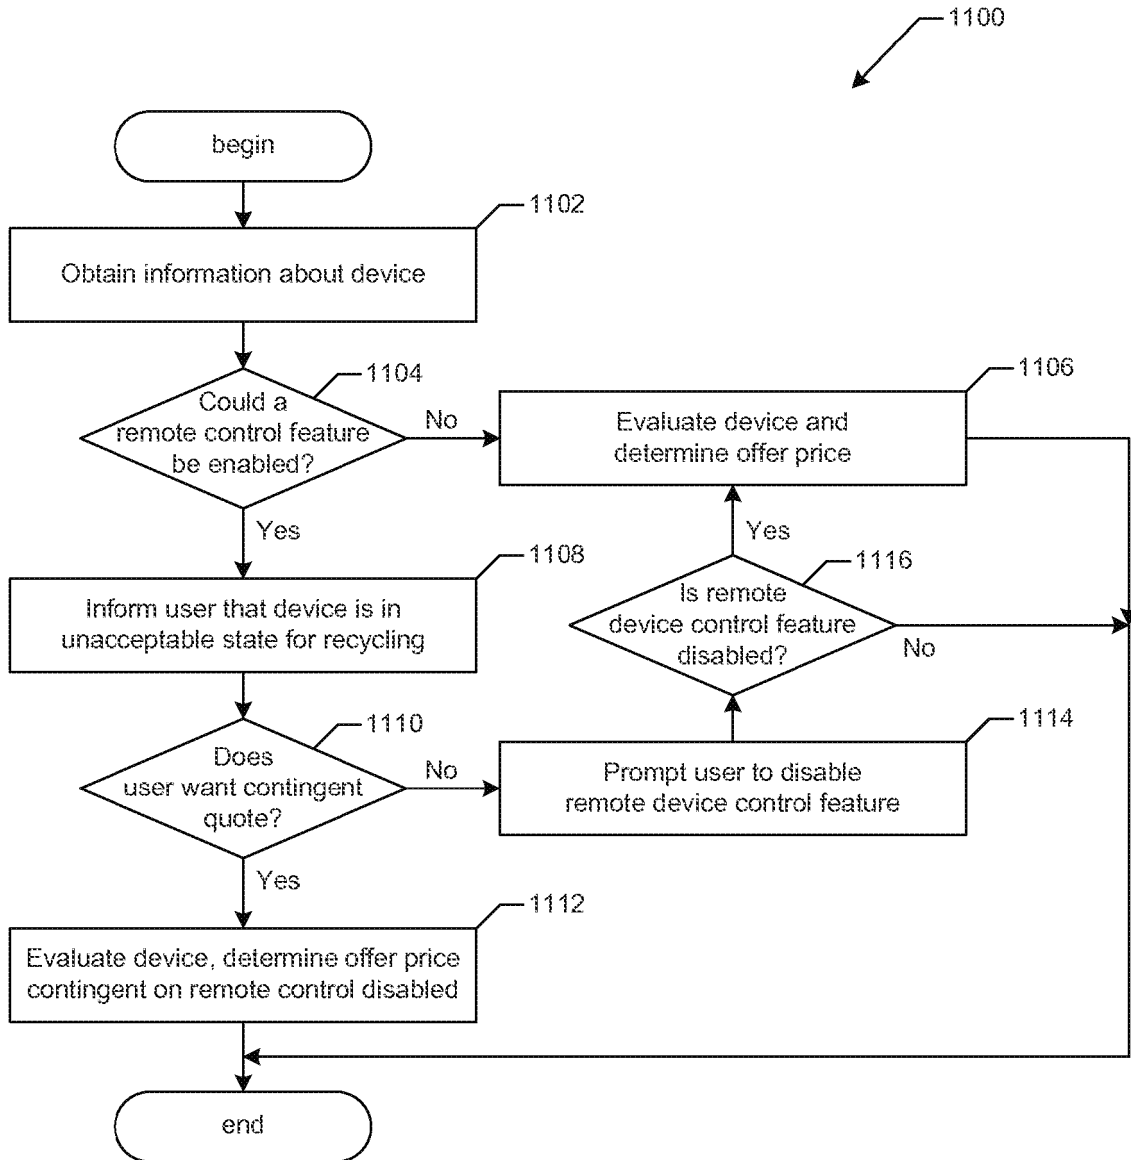 1100
begin
1102
Obtain information about device
1104
Could a
remote control feature
be enabled?
No
1106
Evaluate device and
determine offer price
Yes
Yes
1108
1116
Inform user that device is in
unacceptable state for recycling
Is remote
device control feature
disabled?
No
1110
Does
user want contingent
quote?
No
1114
Prompt user to disable
remote device control feature
Yes
1112
Evaluate device, determine offer price
contingent on remote control disabled
end